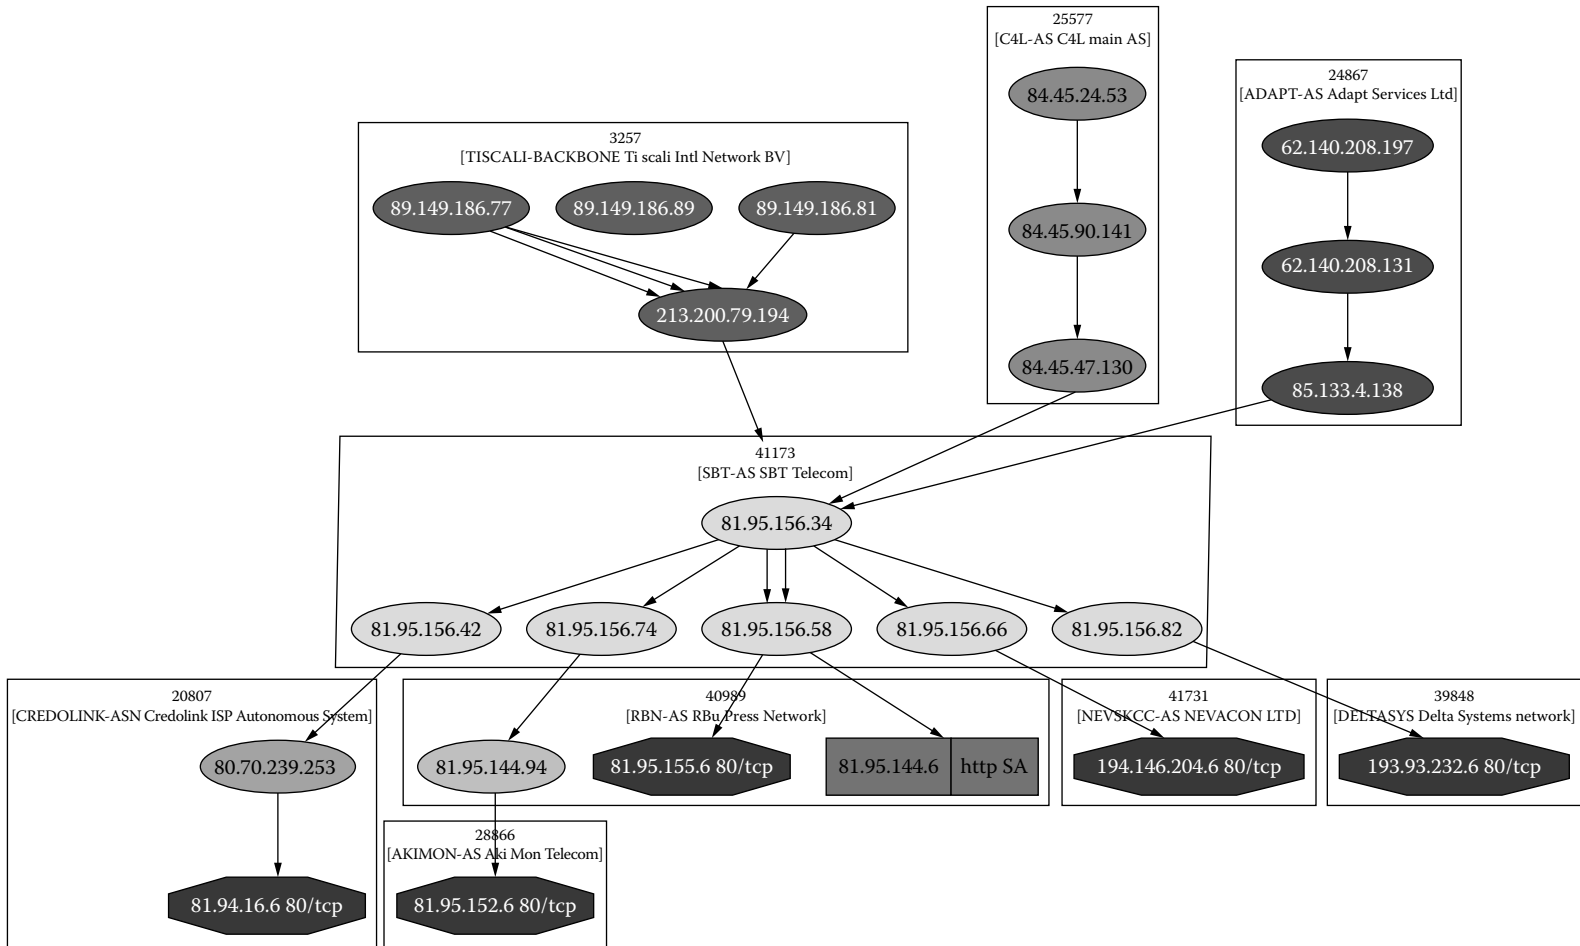 25577
[C4L-AS C4L main AS]
84.45.24.53
84.45.90.141
84.45.47.130
24867
[ADAPT-AS Adapt Services Ltd]
62.140.208.197
62.140.208.131
85.133.4.138
3257
[TISCALI-BACKBONE Ti scali Intl Network BV]
89.149.186.77
89.149.186.89
89.149.186.81
213.200.79.194
41173
[SBT-AS SBT Telecom]
81.95.156.34
81.95.156.42
81.95.156.74
81.95.156.58
81.95.156.66
81.95.156.82
20807
[CREDOLINK-ASN Credolink ISP Autonomous System]
80.70.239.253
81.94.16.6 80/tcp
40989
[RBN-AS RBu Press Network]
81.95.144.94
81.95.155.6 80/tcp
81.95.144.6
http SA
28866
[AKIMON-AS Aki Mon Telecom]
81.95.152.6 80/tcp
41731
[NEVSKCC-AS NEVACON LTD]
194.146.204.6 80/tcp
39848
[DELTASYS Delta Systems network]
193.93.232.6 80/tcp